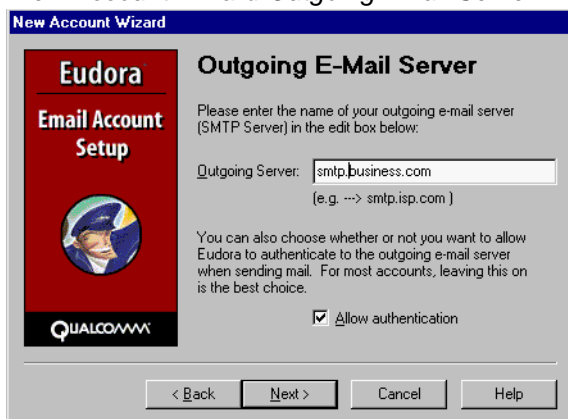 New Account Wizard
Eudora
Email Account
Setup
QUALCOMM
Outgoing E-Mail Server
Please enter the name of your outgoing e-mail server
(SMTP Server) in the edit box below:
Outgoing Server: smtp.business.com
(e.g. ---> smtp.isp.com )
You can also choose whether or not you want to allow
Eudora to authenticate to the outgoing e-mail server
when sending mail. For most accounts, leaving this on
is the best choice.
Allow authentication
< Back Next > Cancel Help